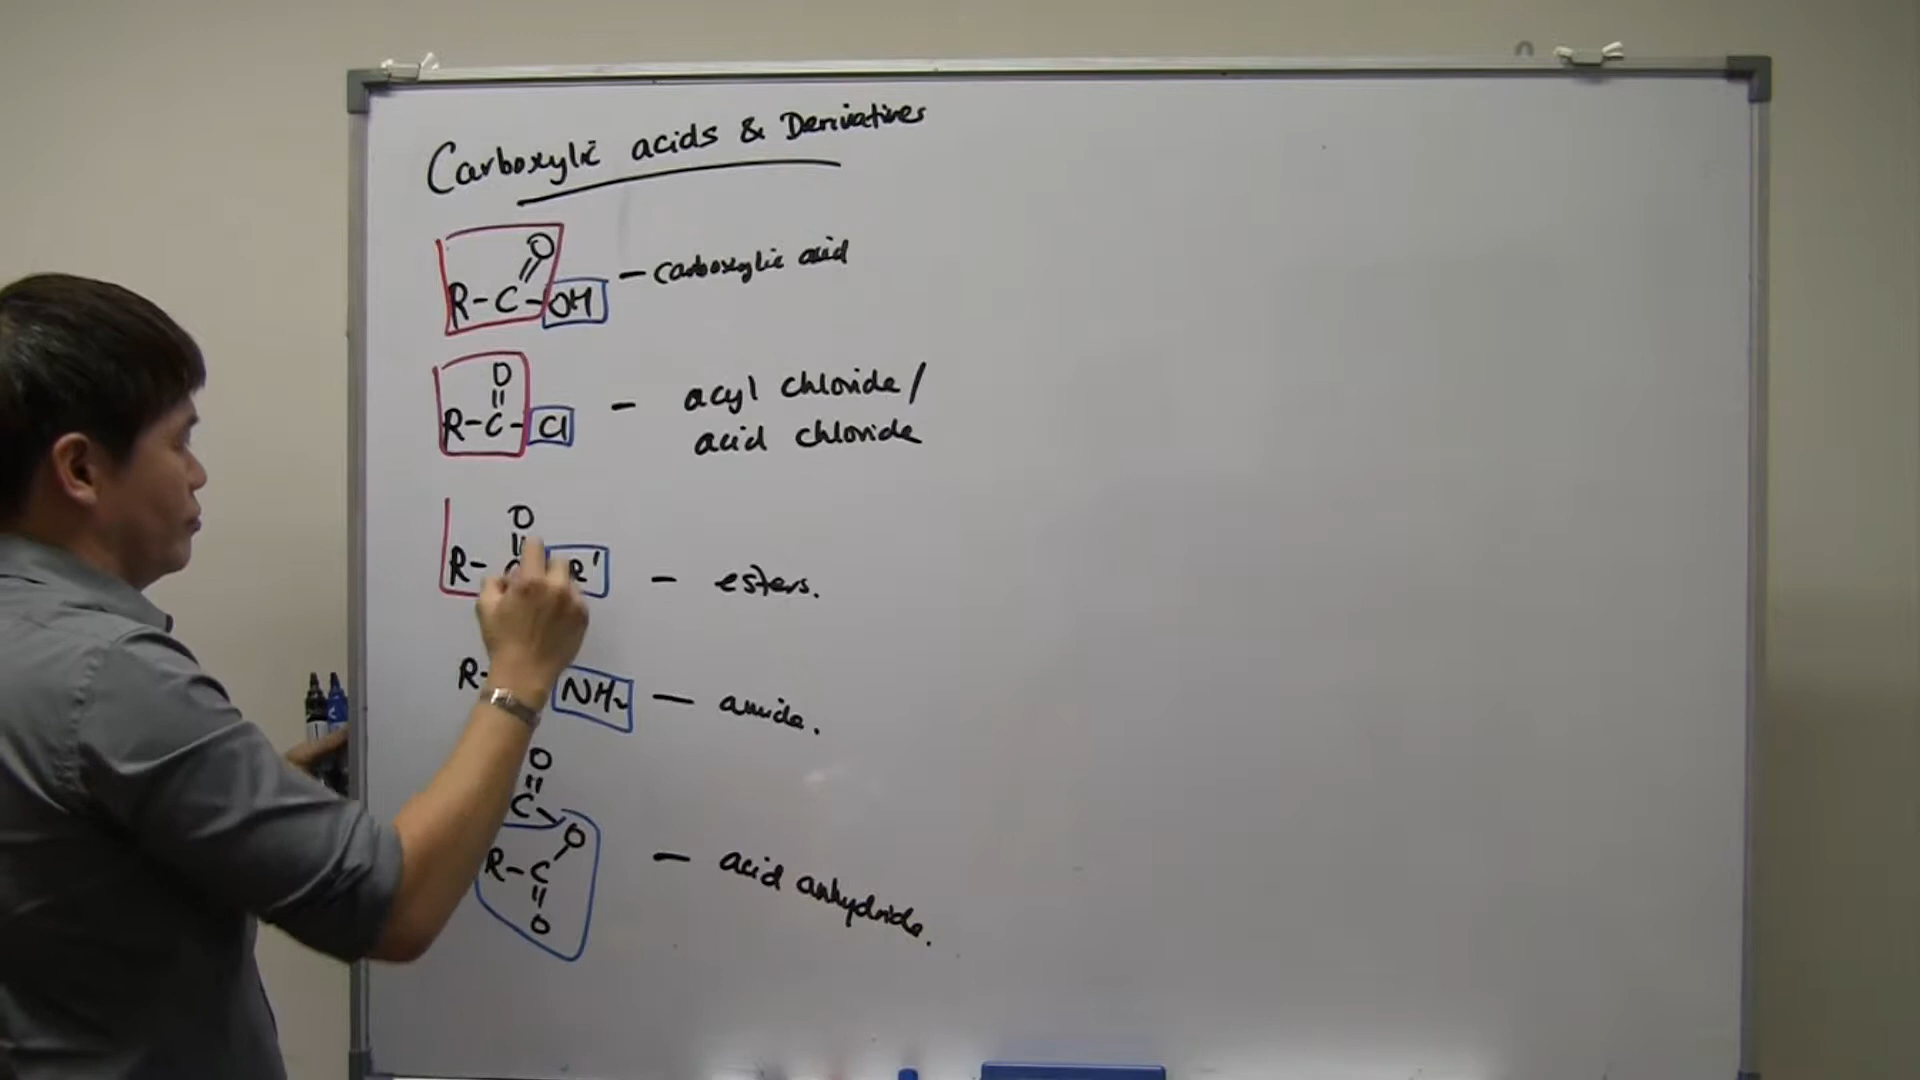 Carboxylic acids & Derivatives
O
R-C-OH - carboxylic acid
O
R-C-Cl - acyl chloride/
acid chloride
O
R- R' - esters.
R- NH₂ - amide.
O
C
O
R-C - acid anhydride.
O